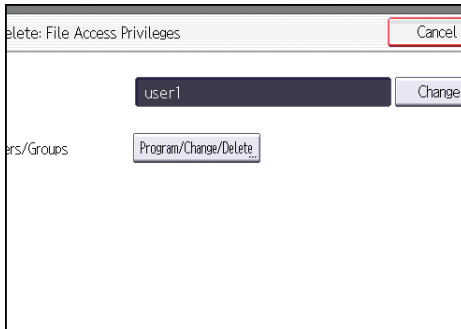 elete: File Access Privileges Cancel
user1 Change
ers/Groups Program/Change/Delete